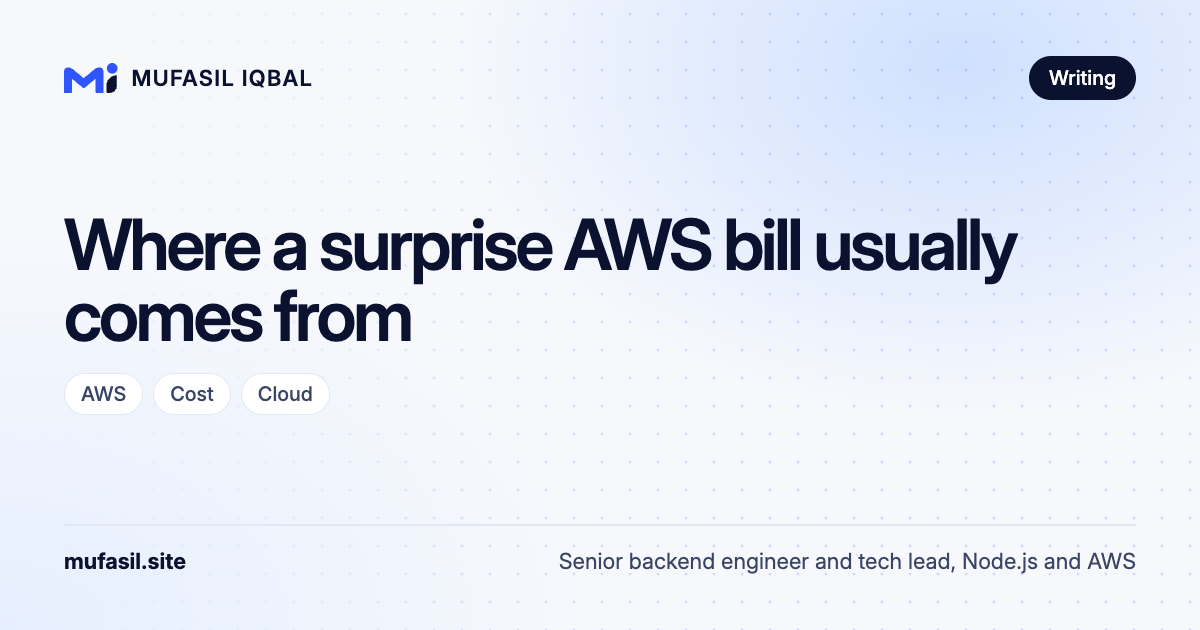 Mi MUFASIL IQBAL
Writing
Where a surprise AWS bill usually
comes from
AWS
Cost
Cloud
mufasil.site
Senior backend engineer and tech lead, Node.js and AWS